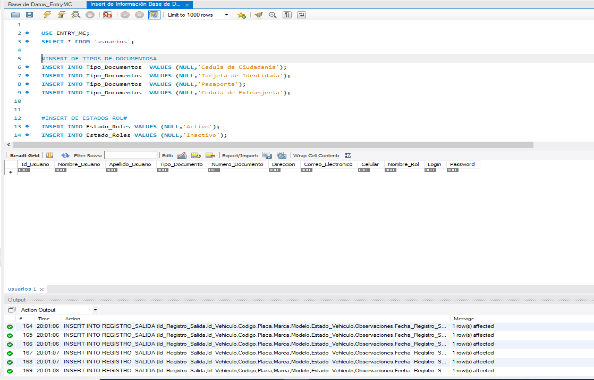 Base de Datos_EntryMC Insert de Información Base de D...
Limit to 1000 rows
1
2 USE ENTRY_MC;
3 SELECT * FROM `usuarios`;
4
5 #INSERT DE TIPOS DE DOCUMENTOSA
6 INSERT INTO Tipo_Documentos VALUES (NULL,'Cedula de Ciudadania');
7 INSERT INTO Tipo_Documentos VALUES (NULL,'Tarjeta de Identidada');
8 INSERT INTO Tipo_Documentos VALUES (NULL,'Pasaporte');
9 INSERT INTO Tipo_Documentos VALUES (NULL,'Cedula de Extranjeria');
10
11
12 #INSERT DE ESTADOS ROL#
13 INSERT INTO Estado_Roles VALUES (NULL,'Activo');
14 INSERT INTO Estado_Roles VALUES (NULL,'Inactivo');
Result Grid Filter Rows: Edit: Export/Import: Wrap Cell Content:
Id_Usuario Nombre_Usuario Apellido_Usuario Tipo_Documento Numero_Documento Direccion Correo_Electronico Celular Nombre_Rol Login Password
NULL NULL NULL NULL NULL NULL NULL NULL NULL NULL NULL
usuarios 1
Output
Action Output
# Time Action Message
164 20:01:06 INSERT INTO REGISTRO_SALIDA (Id_Registro_Salida,Id_Vehiculo,Codigo,Placa,Marca,Modelo,Estado_Vehiculo,Observaciones,Fecha_Registro_S... 1 row(s) affected
165 20:01:06 INSERT INTO REGISTRO_SALIDA (Id_Registro_Salida,Id_Vehiculo,Codigo,Placa,Marca,Modelo,Estado_Vehiculo,Observaciones,Fecha_Registro_S... 1 row(s) affected
166 20:01:06 INSERT INTO REGISTRO_SALIDA (Id_Registro_Salida,Id_Vehiculo,Codigo,Placa,Marca,Modelo,Estado_Vehiculo,Observaciones,Fecha_Registro_S... 1 row(s) affected
167 20:01:07 INSERT INTO REGISTRO_SALIDA (Id_Registro_Salida,Id_Vehiculo,Codigo,Placa,Marca,Modelo,Estado_Vehiculo,Observaciones,Fecha_Registro_S... 1 row(s) affected
168 20:01:07 INSERT INTO REGISTRO_SALIDA (Id_Registro_Salida,Id_Vehiculo,Codigo,Placa,Marca,Modelo,Estado_Vehiculo,Observaciones,Fecha_Registro_S... 1 row(s) affected
169 20:01:08 INSERT INTO REGISTRO_SALIDA (Id_Registro_Salida,Id_Vehiculo,Codigo,Placa,Marca,Modelo,Estado_Vehiculo,Observaciones,Fecha_Registro_S... 1 row(s) affected